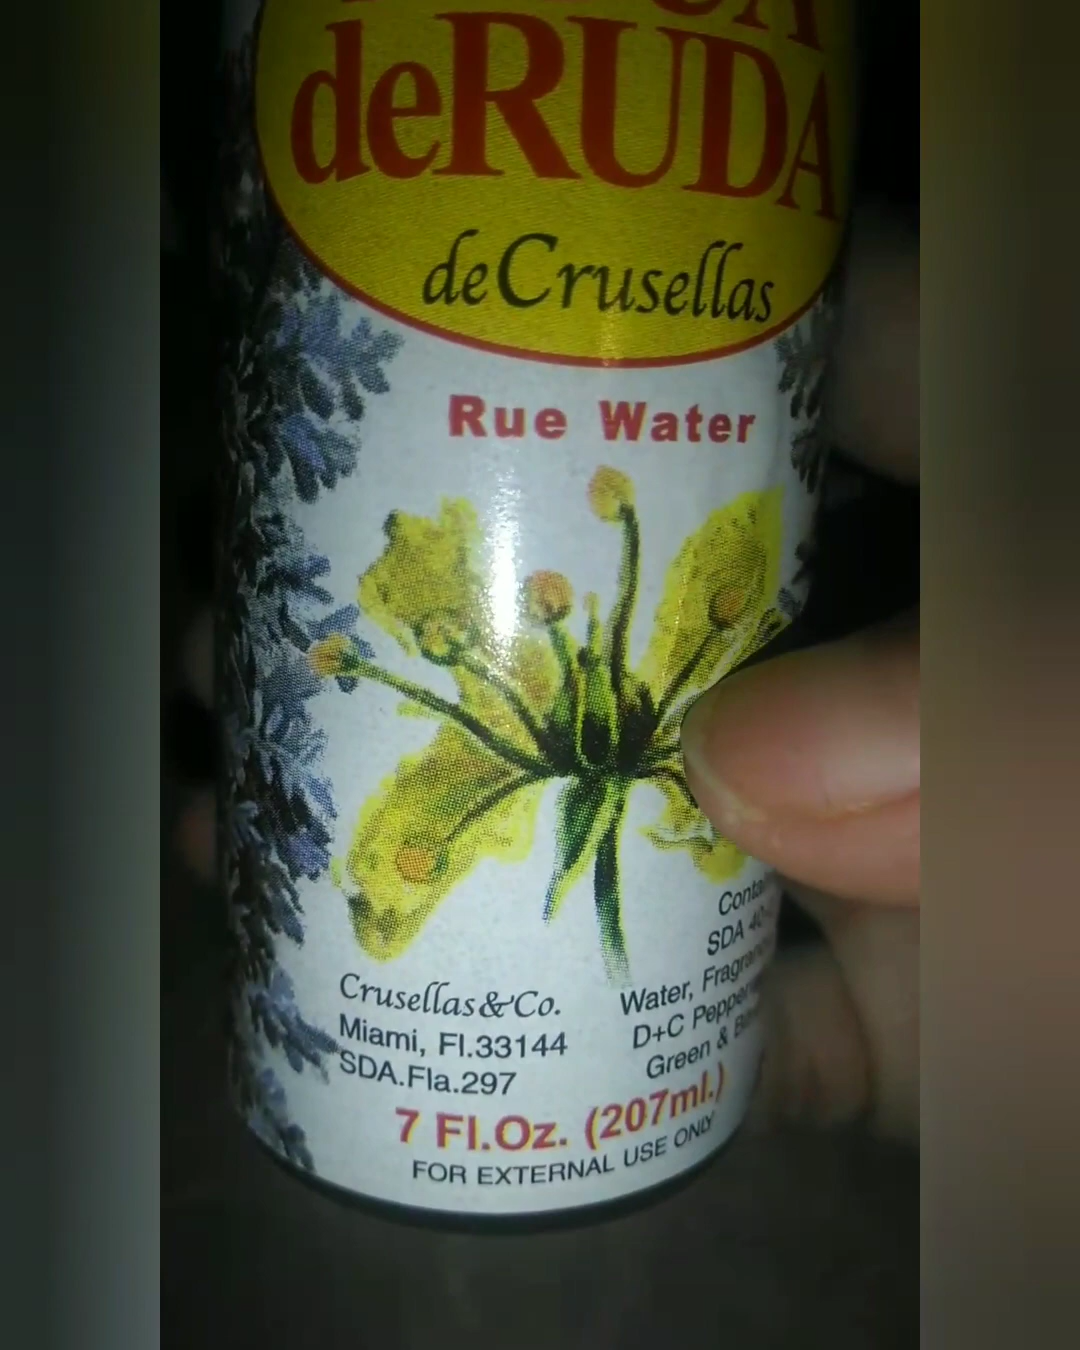 deRUDA
deCrusellas
Rue Water
Crusellas&Co.
Miami, Fl.33144
SDA.Fla.297
SDA
Water,
D+C
Green &
7 Fl.Oz. (207ml.)
FOR EXTERNAL USE ONLY